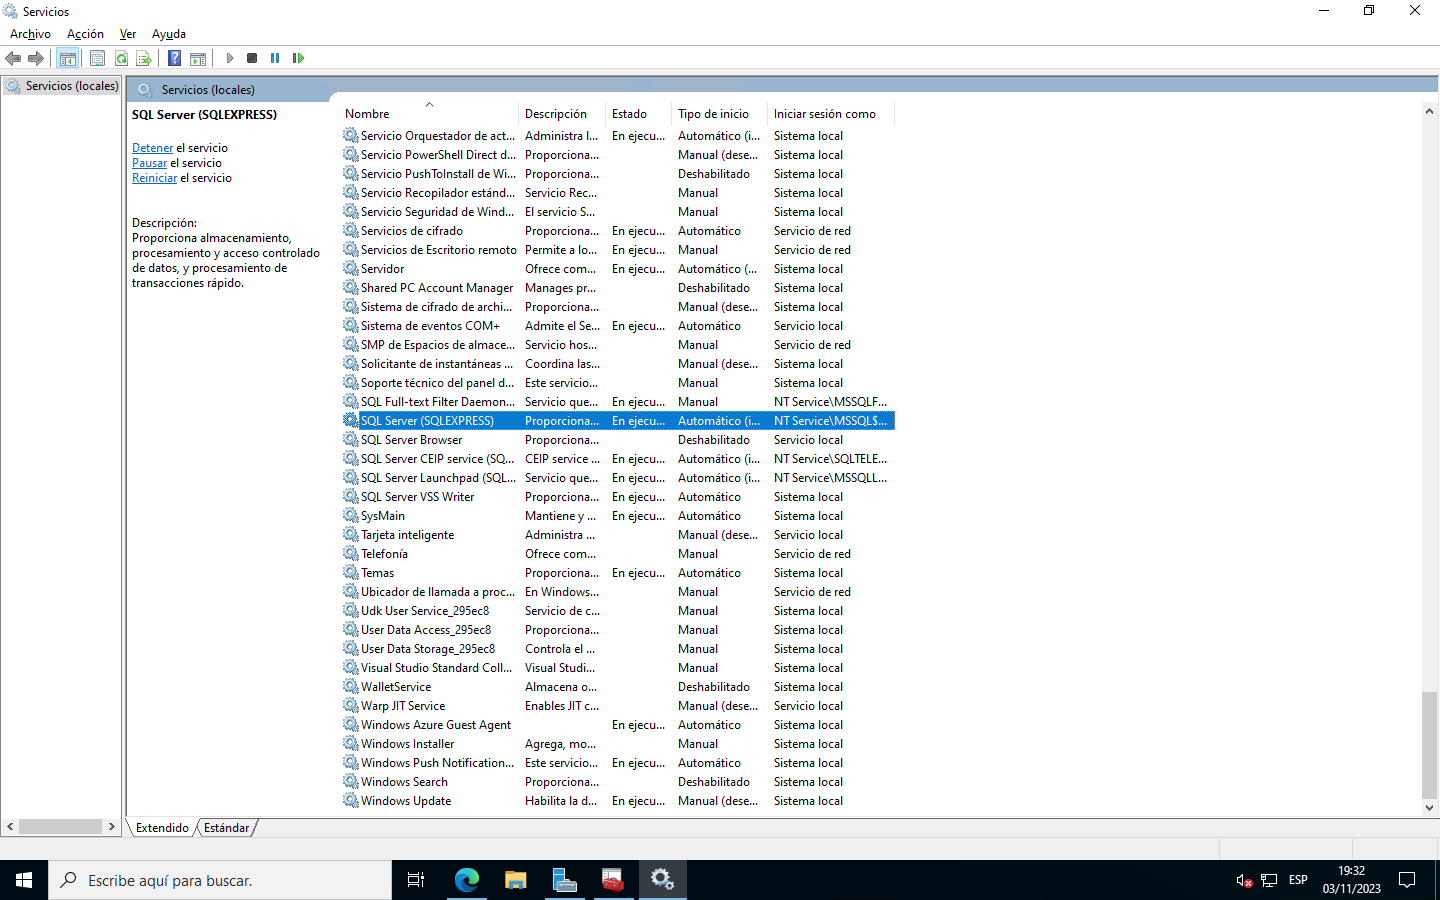 Servicios
Archivo Acción Ver Ayuda
Servicios (locales)
Servicios (locales)
SQL Server (SQLEXPRESS)
Detener el servicio
Pausar el servicio
Reiniciar el servicio
Descripción:
Proporciona almacenamiento,
procesamiento y acceso controlado
de datos, y procesamiento de
transacciones rápido.
Nombre Descripción Estado Tipo de inicio Iniciar sesión como
Servicio Orquestador de act... Administra l... En ejecu... Automático (i... Sistema local
Servicio PowerShell Direct d... Proporciona... Manual (dese... Sistema local
Servicio PushToInstall de Wi... Proporciona... Deshabilitado Sistema local
Servicio Recopilador estánd... Servicio Rec... Manual Sistema local
Servicio Seguridad de Wind... El servicio S... Manual Sistema local
Servicios de cifrado Proporciona... En ejecu... Automático Servicio de red
Servicios de Escritorio remoto Permite a lo... En ejecu... Manual Servicio de red
Servidor Ofrece com... En ejecu... Automático (... Sistema local
Shared PC Account Manager Manages pr... Deshabilitado Sistema local
Sistema de cifrado de archi... Proporciona... Manual (dese... Sistema local
Sistema de eventos COM+ Admite el Se... En ejecu... Automático Servicio local
SMP de Espacios de almace... Servicio hos... Manual Servicio de red
Solicitante de instantáneas ... Coordina las... Manual (dese... Sistema local
Soporte técnico del panel d... Este servicio... Manual Sistema local
SQL Full-text Filter Daemon... Servicio que... En ejecu... Manual NT Service\MSSQLF...
SQL Server (SQLEXPRESS) Proporciona... En ejecu... Automático (i... NT Service\MSSQL$...
SQL Server Browser Proporciona... Deshabilitado Servicio local
SQL Server CEIP service (SQ... CEIP service ... En ejecu... Automático (i... NT Service\SQLTELE...
SQL Server Launchpad (SQL... Servicio que... En ejecu... Automático (i... NT Service\MSSQLL...
SQL Server VSS Writer Proporciona... En ejecu... Automático Sistema local
SysMain Mantiene y ... En ejecu... Automático Sistema local
Tarjeta inteligente Administra ... Manual (dese... Servicio local
Telefonía Ofrece com... Manual Servicio de red
Temas Proporciona... En ejecu... Automático Sistema local
Ubicador de llamada a proc... En Windows... Manual Servicio de red
Udk User Service_295ec8 Servicio de c... Manual Sistema local
User Data Access_295ec8 Proporciona... Manual Sistema local
User Data Storage_295ec8 Controla el ... Manual Sistema local
Visual Studio Standard Coll... Visual Studi... Manual Sistema local
WalletService Almacena o... Deshabilitado Sistema local
Warp JIT Service Enables JIT c... Manual (dese... Servicio local
Windows Azure Guest Agent En ejecu... Automático Sistema local
Windows Installer Agrega, mo... Manual Sistema local
Windows Push Notification... Este servicio... En ejecu... Automático Sistema local
Windows Search Proporciona... Deshabilitado Sistema local
Windows Update Habilita la d... En ejecu... Manual (dese... Sistema local
Extendido Estándar
Escribe aquí para buscar.
ESP
19:32
03/11/2023